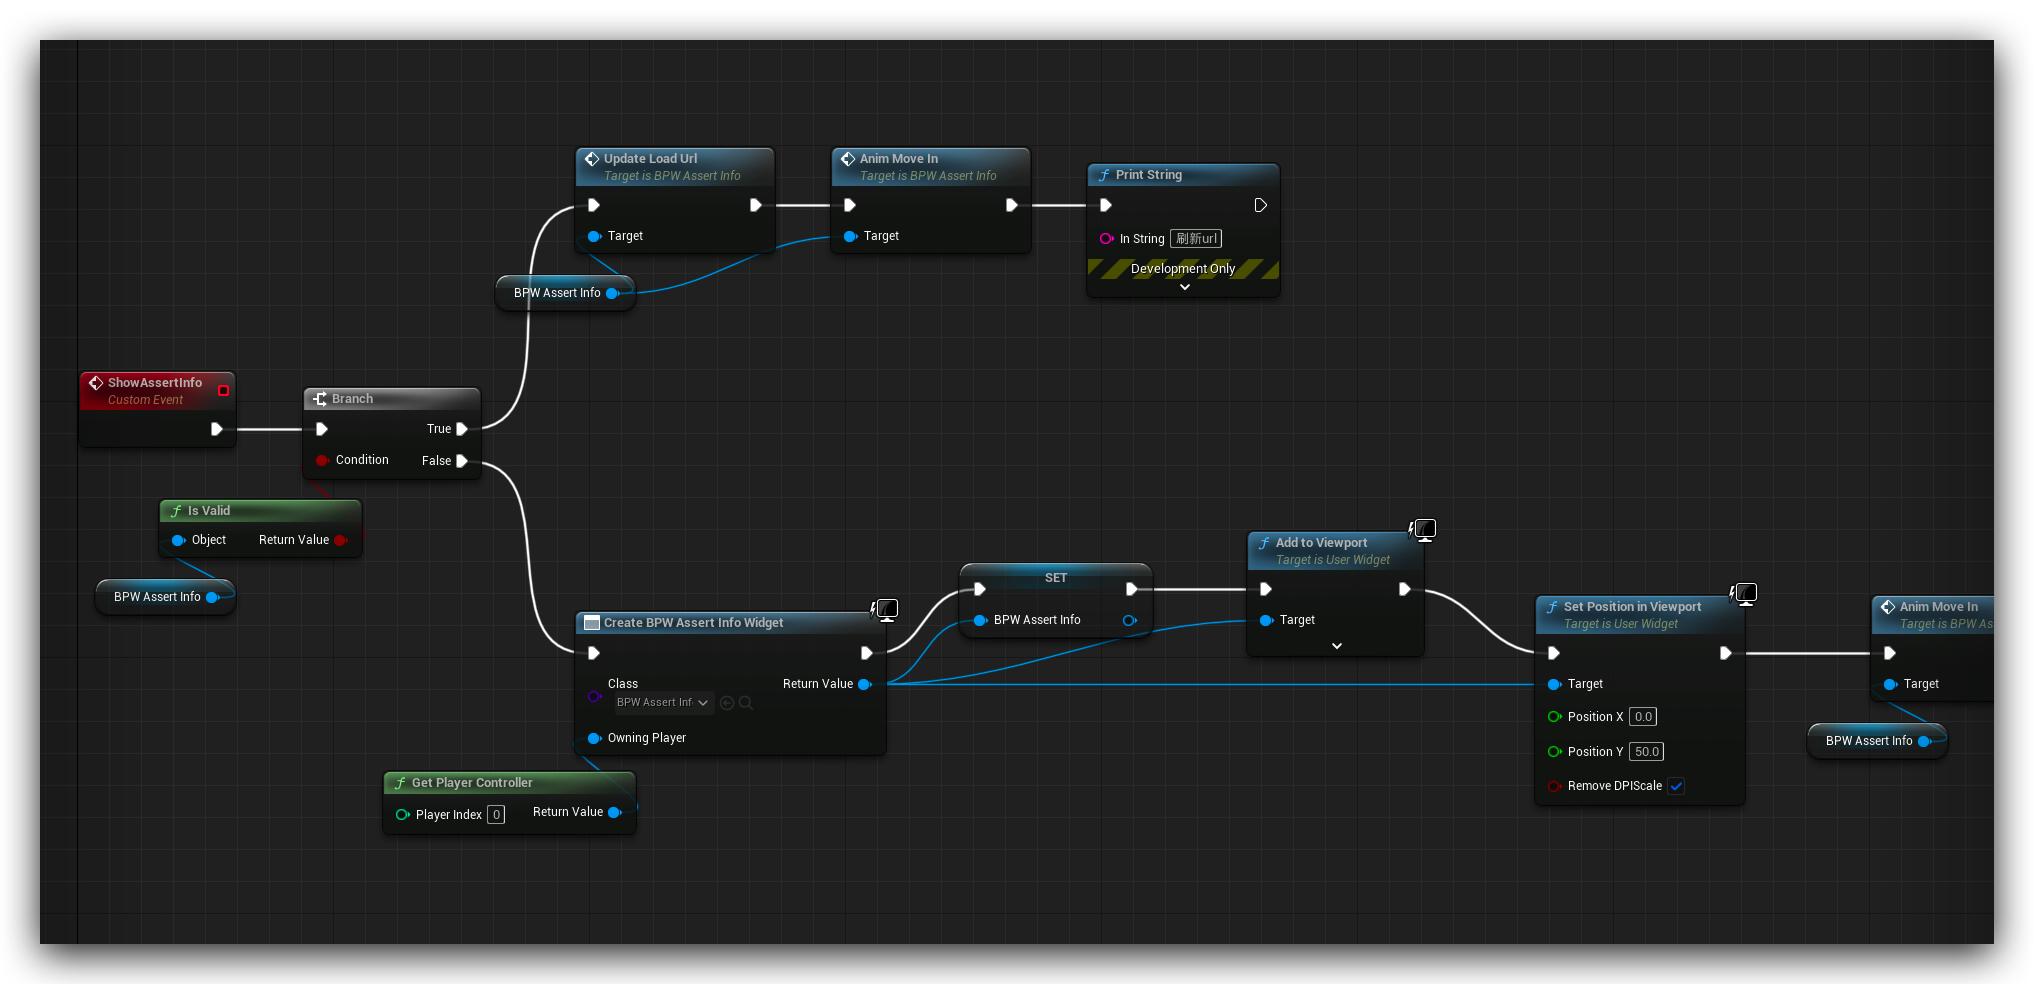 Update Load Url
Target is BPW Assert Info
Target
BPW Assert Info
Anim Move In
Target is BPW Assert Info
Target
Print String
In String 刷新url
Development Only
ShowAssertInfo
Custom Event
Branch
True
Condition
False
Is Valid
Object
Return Value
BPW Assert Info
Create BPW Assert Info Widget
Class
BPW Assert Inf
Return Value
Owning Player
Get Player Controller
Player Index 0
Return Value
SET
BPW Assert Info
Add to Viewport
Target is User Widget
Target
Set Position in Viewport
Target is User Widget
Target
Position X 0.0
Position Y 50.0
Remove DPIScale
Anim Move In
Target is BPW As
Target
BPW Assert Info